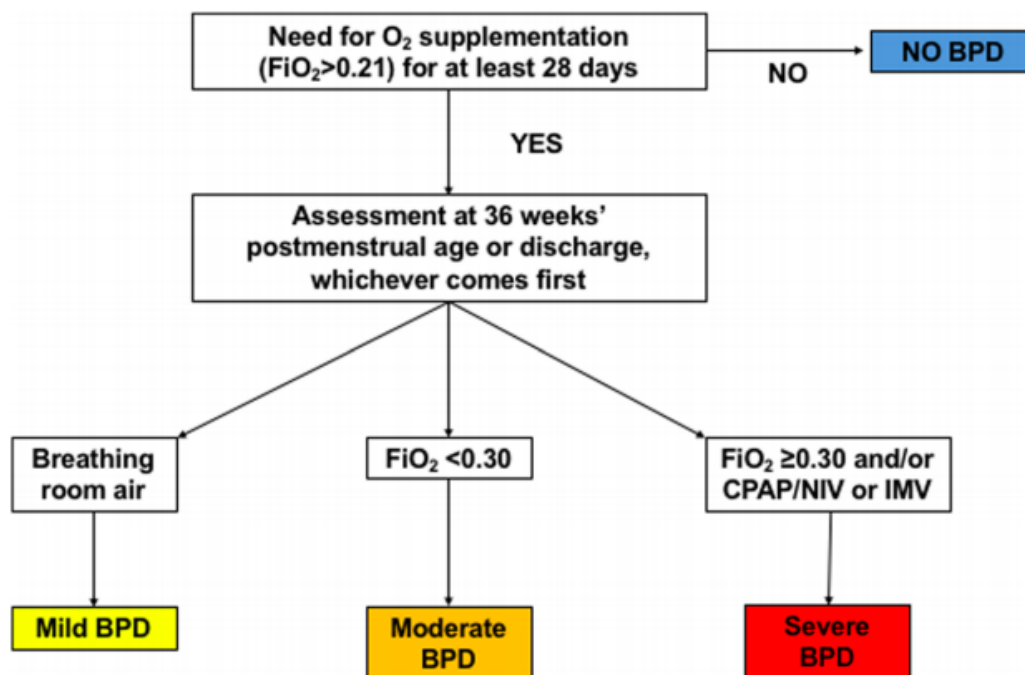 Need for O₂ supplementation
(FiO₂>0.21) for at least 28 days
NO BPD
NO
YES
Assessment at 36 weeks’
postmenstrual age or discharge,
whichever comes first
Breathing
room air
FiO₂ <0.30
FiO₂ ≥0.30 and/or
CPAP/NIV or IMV
Mild BPD
Moderate
BPD
Severe
BPD